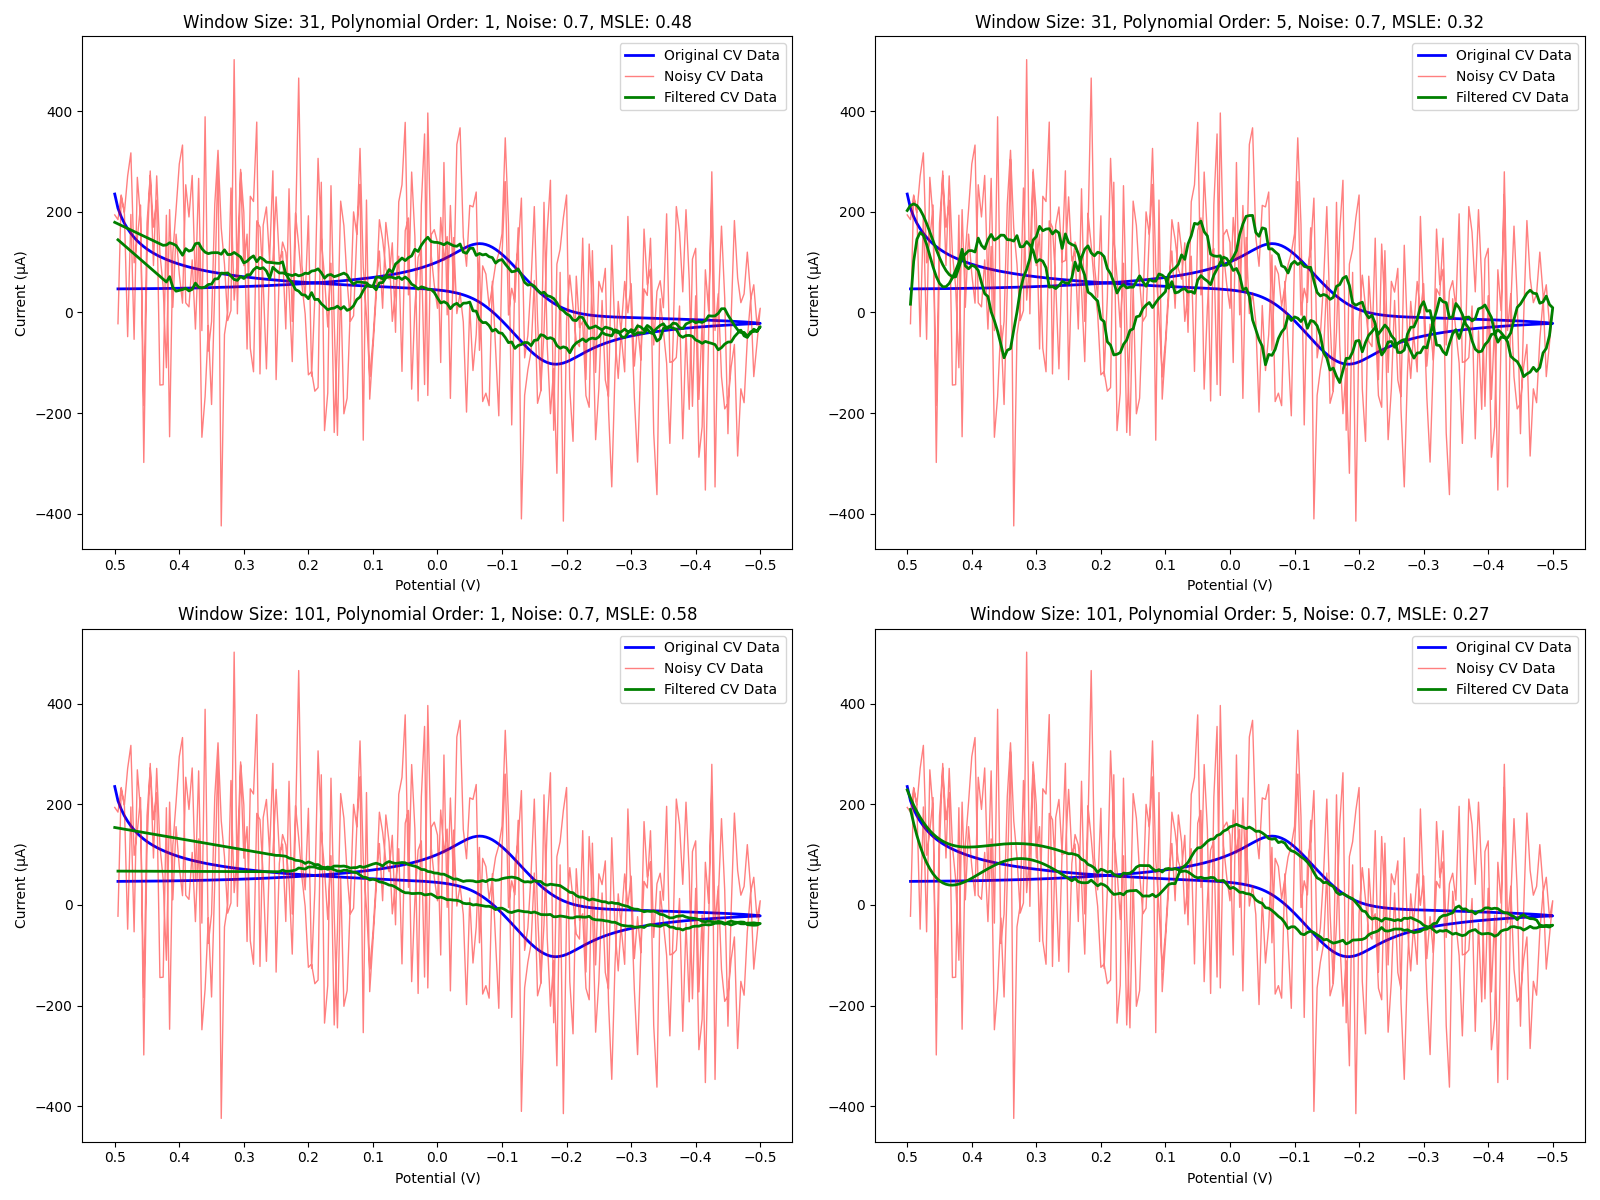 Window Size: 31, Polynomial Order: 1, Noise: 0.7, MSLE: 0.48
Original CV Data
Noisy CV Data
Filtered CV Data
400
200
0
−200
−400
Current (μA)
0.5 0.4 0.3 0.2 0.1 0.0 −0.1 −0.2 −0.3 −0.4 −0.5
Potential (V)
Window Size: 31, Polynomial Order: 5, Noise: 0.7, MSLE: 0.32
Original CV Data
Noisy CV Data
Filtered CV Data
400
200
0
−200
−400
Current (μA)
0.5 0.4 0.3 0.2 0.1 0.0 −0.1 −0.2 −0.3 −0.4 −0.5
Potential (V)
Window Size: 101, Polynomial Order: 1, Noise: 0.7, MSLE: 0.58
Original CV Data
Noisy CV Data
Filtered CV Data
400
200
0
−200
−400
Current (μA)
0.5 0.4 0.3 0.2 0.1 0.0 −0.1 −0.2 −0.3 −0.4 −0.5
Potential (V)
Window Size: 101, Polynomial Order: 5, Noise: 0.7, MSLE: 0.27
Original CV Data
Noisy CV Data
Filtered CV Data
400
200
0
−200
−400
Current (μA)
0.5 0.4 0.3 0.2 0.1 0.0 −0.1 −0.2 −0.3 −0.4 −0.5
Potential (V)